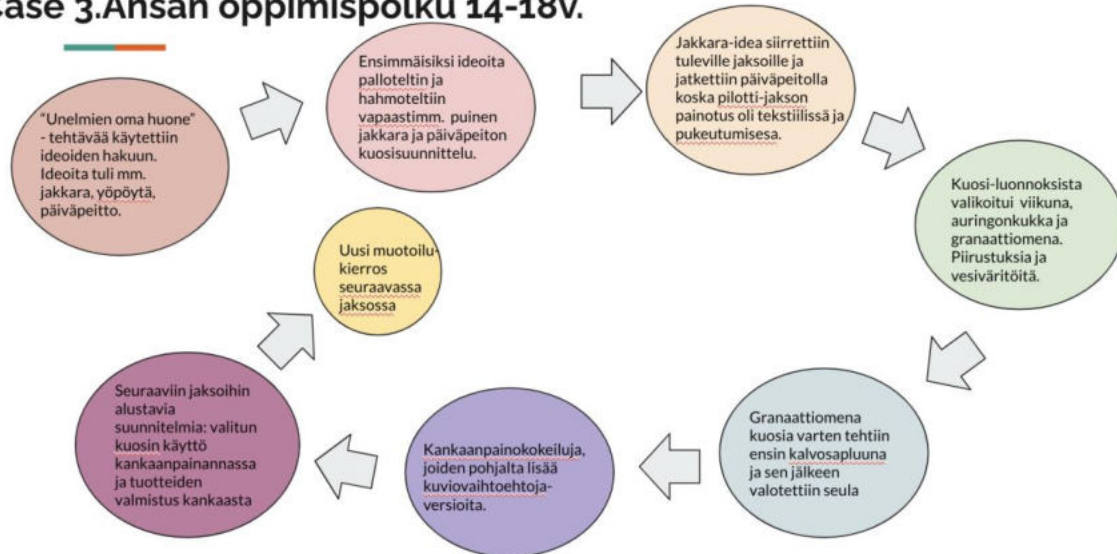 Case 3.Ahsan oppimispolku 14-18v.
"Unelmien oma huone"
- tehtävää käytettiin
ideoiden hakuun.
Ideoita tuli mm.
jakkara, yöpöytä,
päiväpeitto.
Ensimmäisiksi ideoita
palloteltin ja
hahmoteltiin
vapaastimm. puinen
jakkara ja päiväpeiton
kuosisuunnittelu.
Jakkara-idea siirrettiin
tuleville jaksoille ja
jatkettiin päiväpeitolla
koska pilotti-jakson
painotus oli tekstiilissä ja
pukeutumisesa.
Kuosi-luonnoksista
valikoitui viikuna,
auringonkukka ja
granaattiomena.
Piirustuksia ja
vesiväritöitä.
Granaattiomena
kuosia varten tehtiin
ensin kalvosapluuna
ja sen jälkeen
valotettiin seula
Kankaanpainokokeiluja,
joiden pohjalta lisää
kuviovaihtoehtoja-
versioita.
Seuraaviin jaksoihin
alustavia
suunnitelmia: valitun
kuosin käyttö
kankaanpainannassa
ja tuotteiden
valmistus kankaasta
Uusi muotoilu-
kierros
seuraavassa
jaksossa